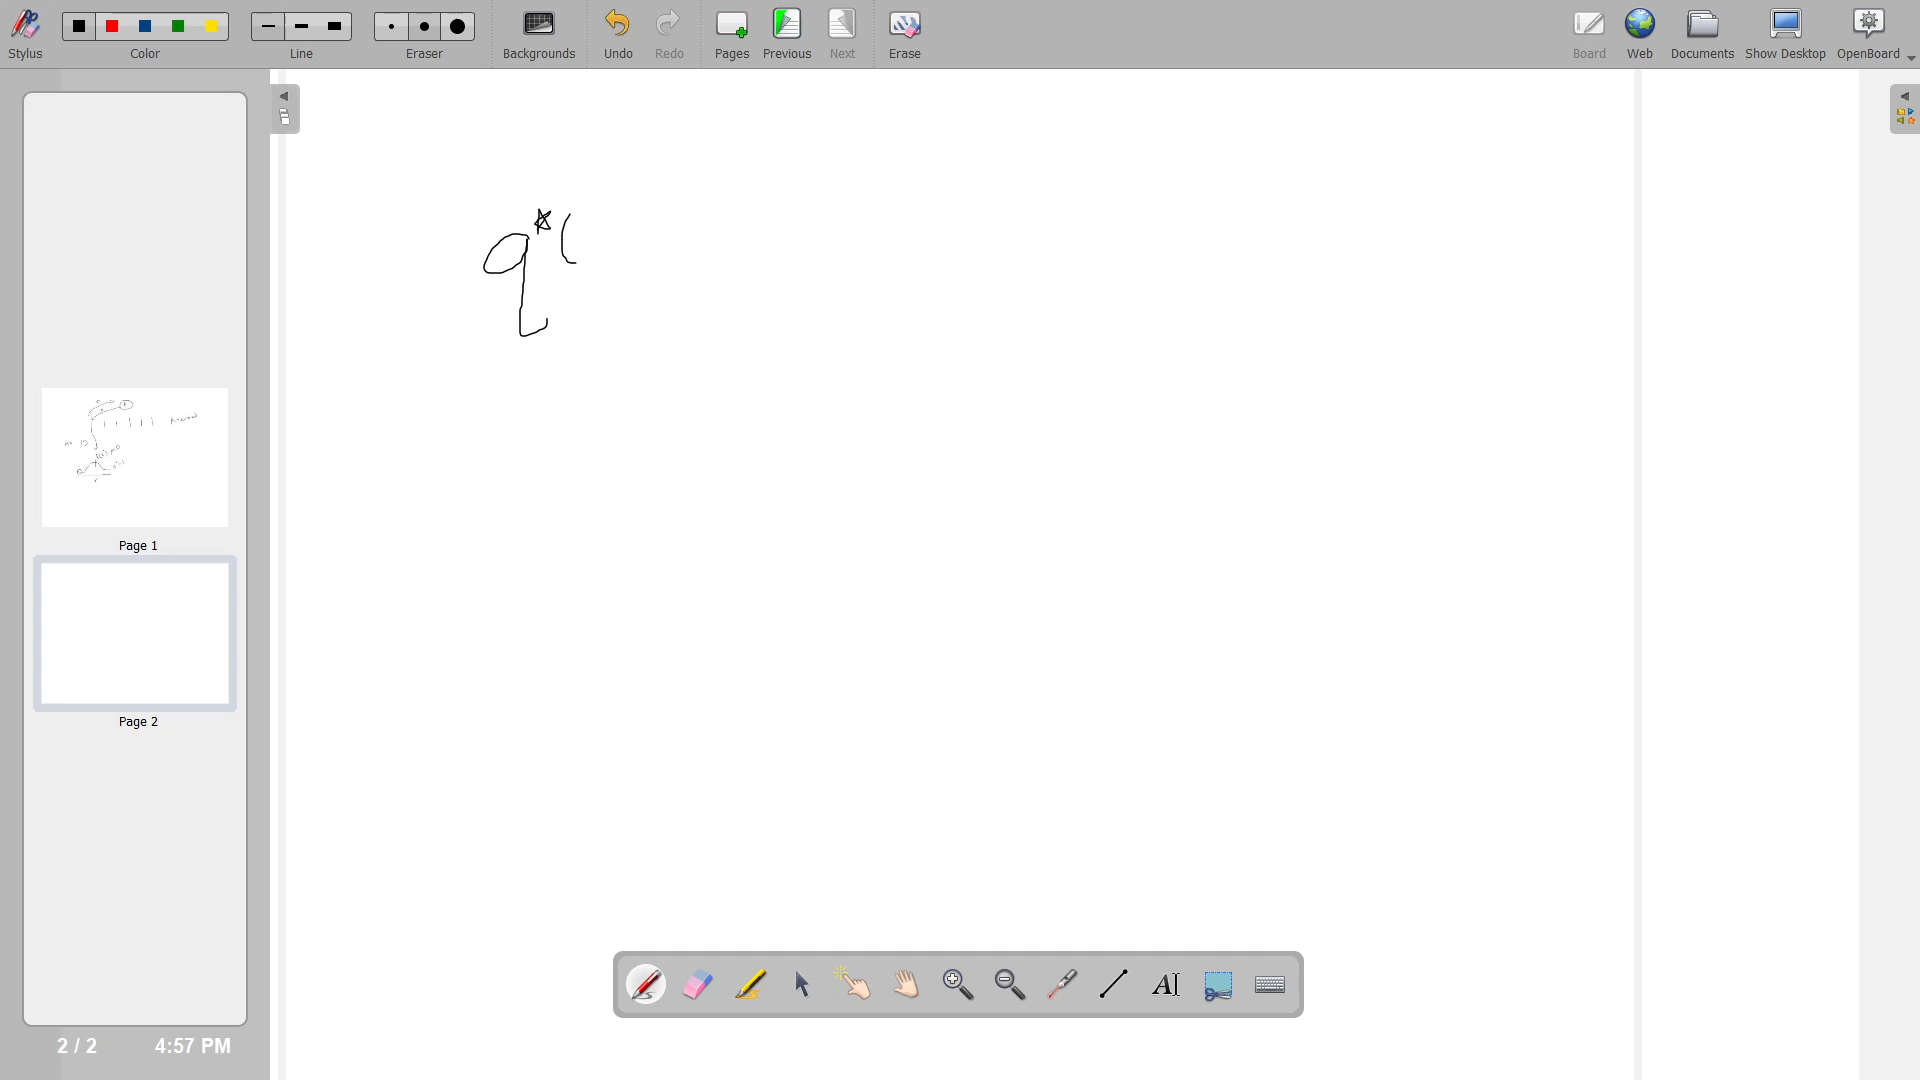 Stylus Color Line Eraser Backgrounds Undo Redo Pages Previous Next Erase Board Web Documents Show Desktop OpenBoard
q*(
Page 1
Page 2
2 / 2 4:57 PM